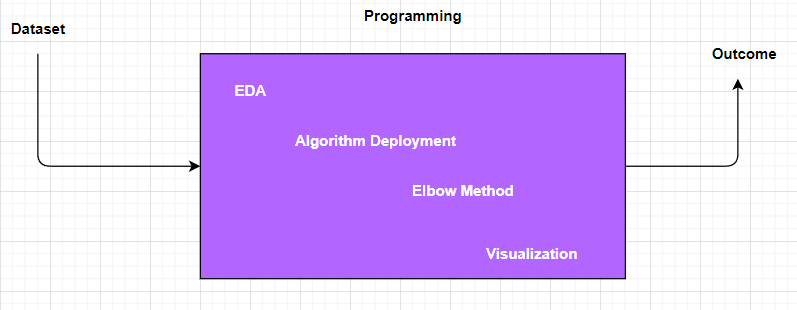 Programming
Dataset
Outcome
EDA
Algorithm Deployment
Elbow Method
Visualization